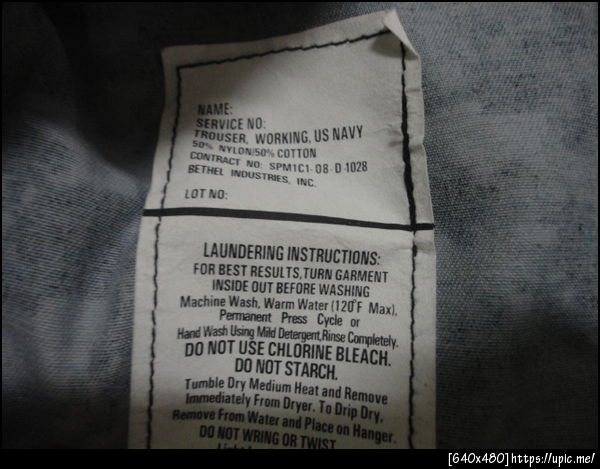 NAME:
SERVICE NO:
TROUSER, WORKING, US NAVY
50% NYLON/50% COTTON
CONTRACT NO: SPM1C1-08-D-1028
BETHEL INDUSTRIES, INC.
LOT NO:
LAUNDERING INSTRUCTIONS:
FOR BEST RESULTS,TURN GARMENT
INSIDE OUT BEFORE WASHING
Machine Wash, Warm Water (120°F Max),
Permanent Press Cycle or
Hand Wash Using Mild Detergent,Rinse Completely.
DO NOT USE CHLORINE BLEACH.
DO NOT STARCH.
Tumble Dry Medium Heat and Remove
Immediately From Dryer. To Drip Dry,
Remove From Water and Place on Hanger.
DO NOT WRING OR TWIST
[640x480]https://upic.me/